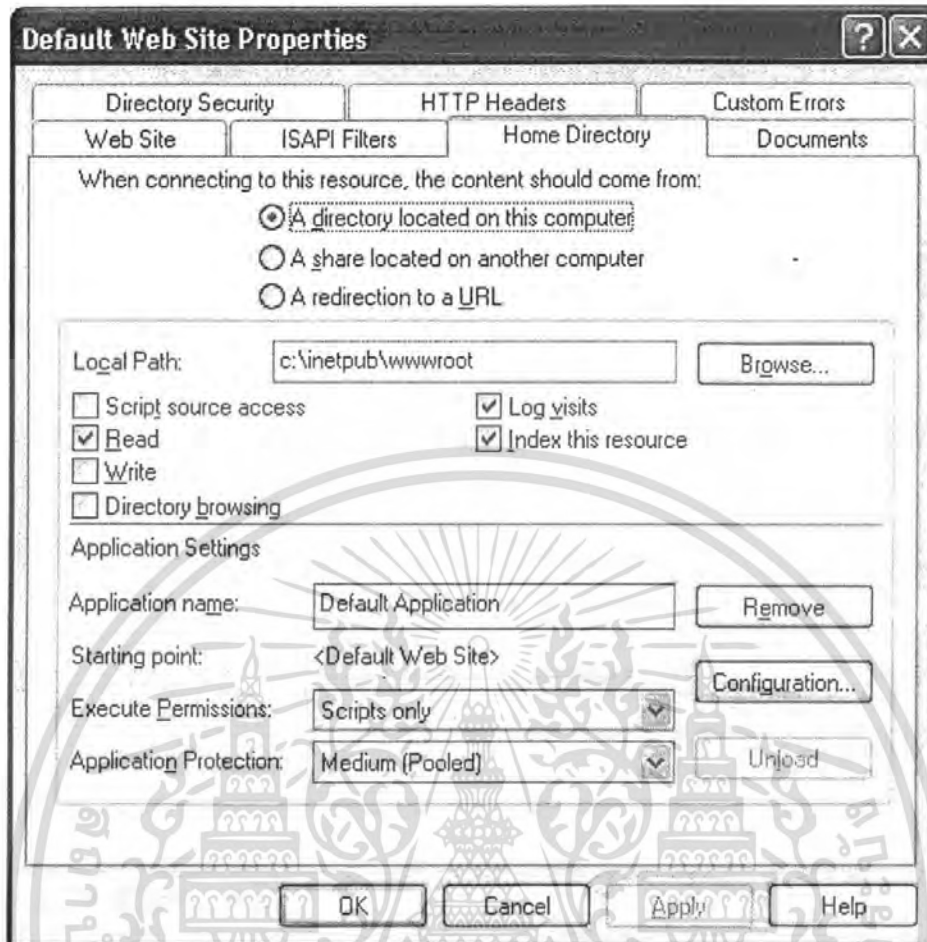 Default Web Site Properties
Directory Security HTTP Headers Custom Errors
Web Site ISAPI Filters Home Directory Documents
When connecting to this resource, the content should come from:
A directory located on this computer
A share located on another computer
A redirection to a URL
Local Path: c:\inetpub\wwwroot Browse...
Script source access Log visits
Read Index this resource
Write
Directory browsing
Application Settings
Application name: Default Application Remove
Starting point: <Default Web Site>
Configuration...
Execute Permissions: Scripts only
Application Protection: Medium (Pooled) Unload
OK Cancel Apply Help